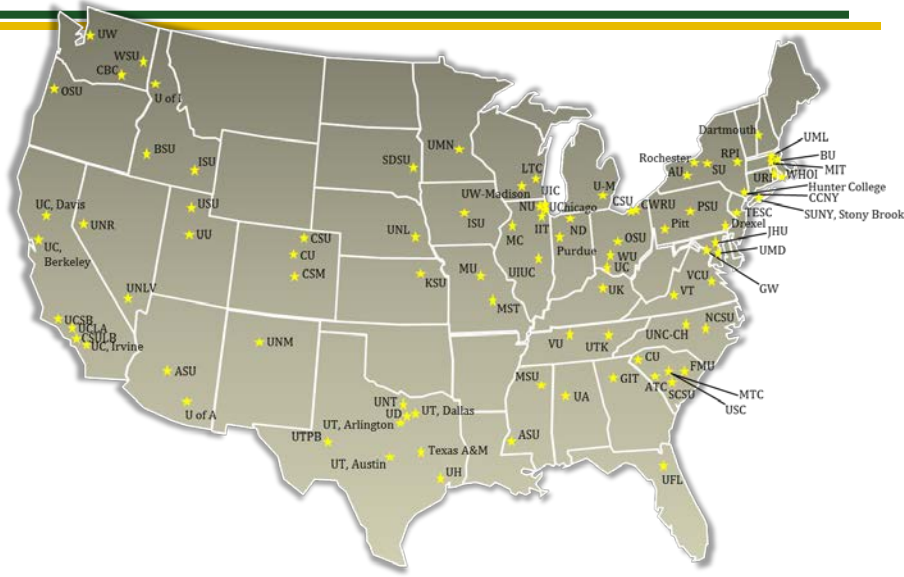 UW
WSU
CBC
OSU
U of I
BSU
ISU
UC, Davis
UNR
USU
UU
UC,
Berkeley
UNLV
CSU
CU
CSM
UCSB
UCLA
CSULB
UC, Irvine
ASU
U of A
UNM
SDSU
UMN
UNL
ISU
KSU
MU
MST
LTC
UW-Madison
UIC
NU
UChicago
IIT
MC
UIUC
ND
Purdue
U-M
CSU
CWRU
OSU
WU
UC
UK
Pitt
PSU
Rochester
AU
SU
RPI
Dartmouth
UML
BU
MIT
URI
WHOI
Hunter College
CCNY
SUNY, Stony Brook
TESC
Drexel
JHU
UMD
GW
VCU
VT
NCSU
UNC-CH
VU
UTK
CU
FMU
GIT
ATC
SCSU
MTC
USC
MSU
UA
ASU
UNT
UD
UT, Dallas
UT, Arlington
UTPB
Texas A&M
UT, Austin
UH
UFL